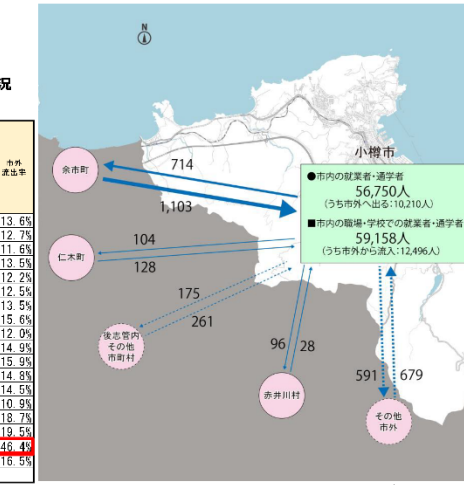 況
市外
流出率
13.6%
12.7%
11.6%
13.5%
12.2%
12.5%
13.5%
15.6%
12.0%
14.9%
15.9%
14.8%
14.5%
10.9%
18.7%
19.5%
46.4%
16.5%
N
小樽市
余市町
714
1,103
●市内の就業者・通学者
56,750人
(うち市外へ出る:10,210人)
■市内の職場・学校での就業者・通学者
59,158人
(うち市外から流入:12,496人)
仁木町
104
128
175
261
後志管内
その他
市町村
96
28
赤井川村
591
679
その他
市外